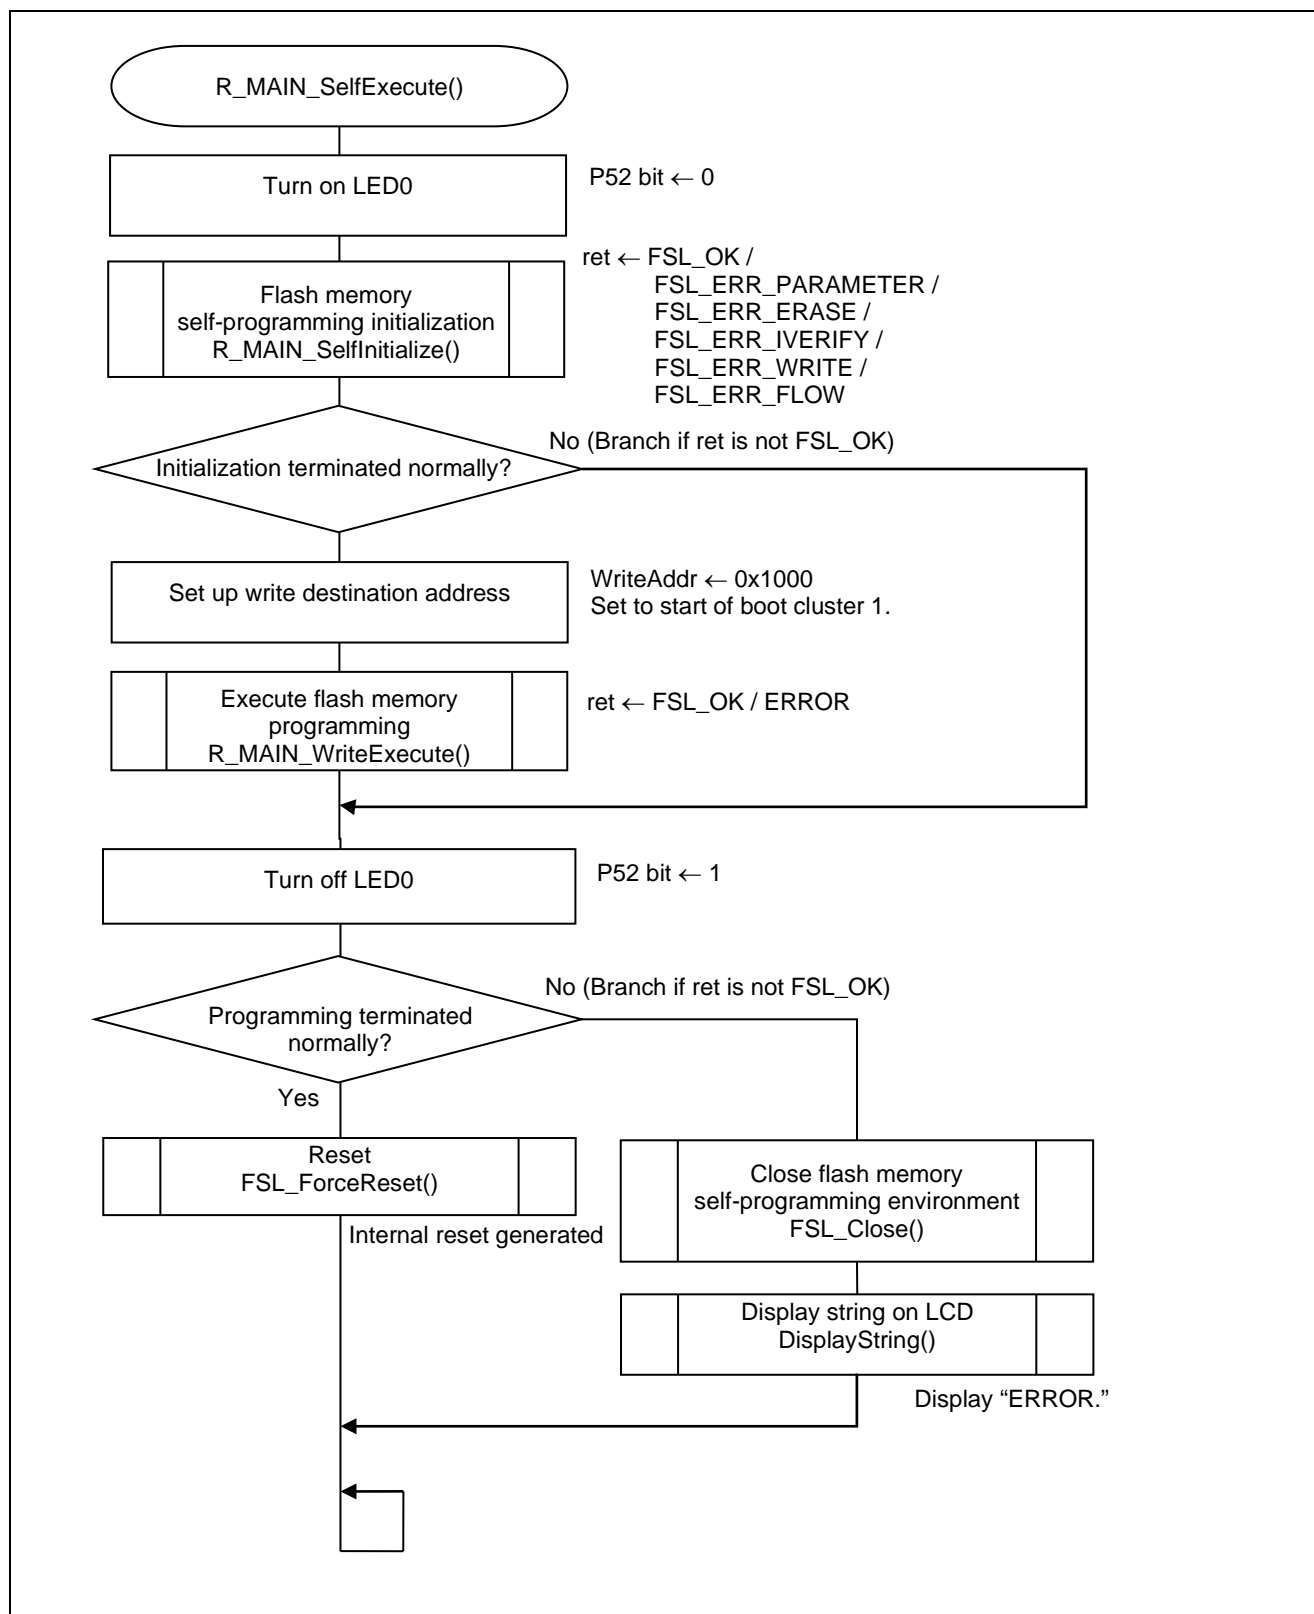 R_MAIN_SelfExecute()
Turn on LED0
P52 bit ← 0
Flash memory
self-programming initialization
R_MAIN_SelfInitialize()
ret ← FSL_OK /
FSL_ERR_PARAMETER /
FSL_ERR_ERASE /
FSL_ERR_IVERIFY /
FSL_ERR_WRITE /
FSL_ERR_FLOW
No (Branch if ret is not FSL_OK)
Initialization terminated normally?
Set up write destination address
WriteAddr ← 0x1000
Set to start of boot cluster 1.
Execute flash memory
programming
R_MAIN_WriteExecute()
ret ← FSL_OK / ERROR
Turn off LED0
P52 bit ← 1
No (Branch if ret is not FSL_OK)
Programming terminated
normally?
Yes
Reset
FSL_ForceReset()
Internal reset generated
Close flash memory
self-programming environment
FSL_Close()
Display string on LCD
DisplayString()
Display “ERROR.”